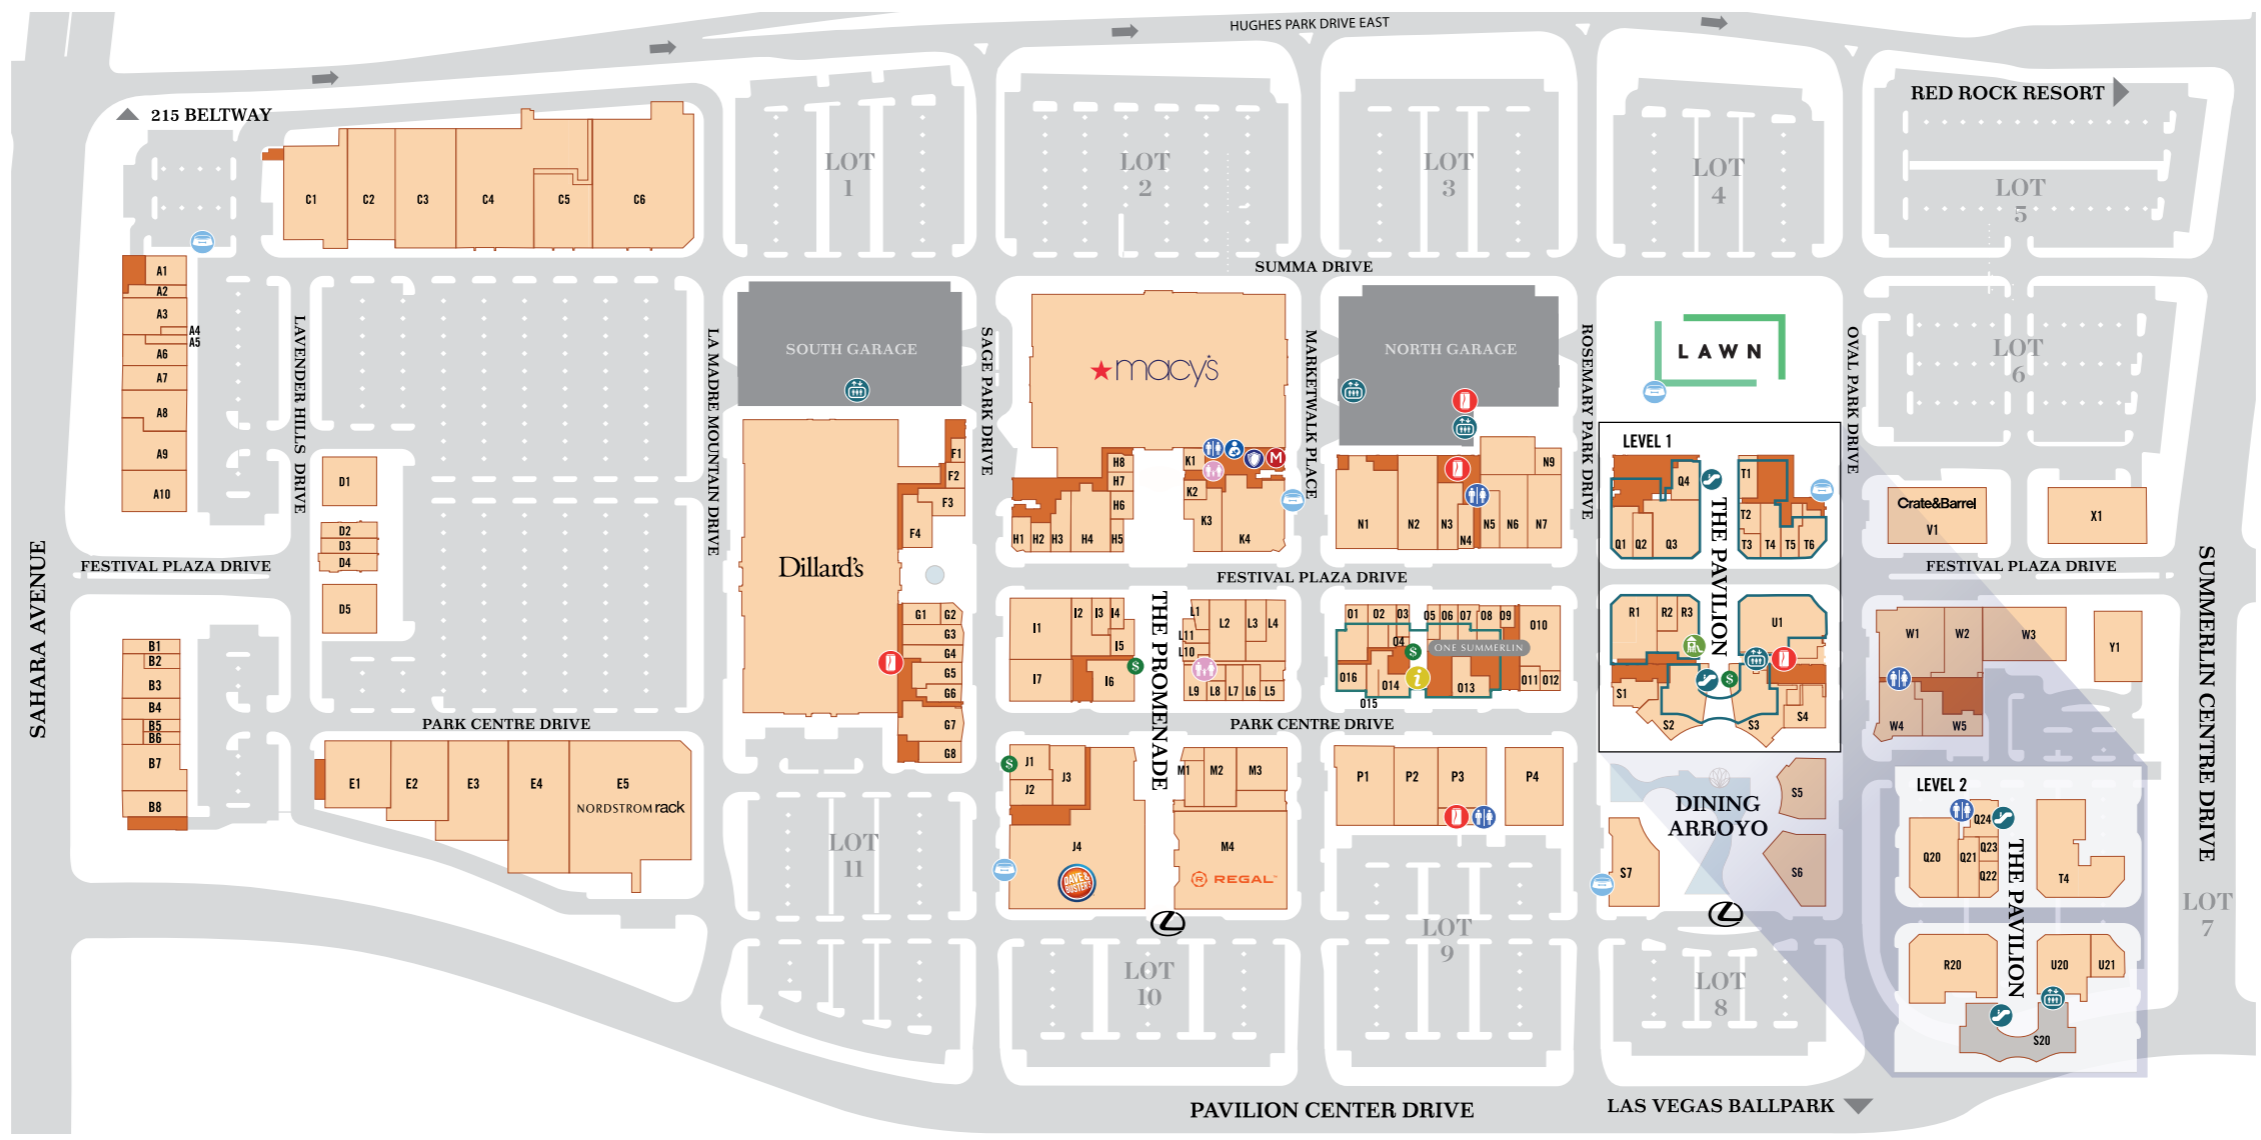 HUGHES PARK DRIVE EAST
215 BELTWAY
RED ROCK RESORT
C1
C2
C3
C4
C5
C6
LOT
1
LOT
2
LOT
3
LOT
4
LOT
5
SUMMA DRIVE
A1
A2
A3
A4
A5
A6
A7
A8
A9
A10
LAVENDER HILLS DRIVE
LA MADRE MOUNTAIN DRIVE
SOUTH GARAGE
SAGE PARK DRIVE
macy's
MARKETWALK PLACE
NORTH GARAGE
ROSEMARY PARK DRIVE
LAWN
OVAL PARK DRIVE
LOT
6
D1
D2
D3
D4
D5
Dillard's
F1
F2
F3
F4
H8
H7
H6
H1
H2
H3
H4
H5
K1
K2
K3
K4
M
N9
N1
N2
N3
N4
N5
N6
N7
LEVEL 1
Q4
Q1
Q2
Q3
THE PAVILION
T1
T2
T3
T4
T5
T6
Crate&Barrel
V1
X1
SAHARA AVENUE
FESTIVAL PLAZA DRIVE
FESTIVAL PLAZA DRIVE
FESTIVAL PLAZA DRIVE
SUMMERLIN CENTRE DRIVE
B1
B2
B3
B4
B5
B6
B7
B8
G1
G2
G3
G4
G5
G6
G7
G8
I1
I2
I3
I4
I5
I6
I7
$
THE PROMENADE
L1
L2
L3
L4
L11
L10
L9
L8
L7
L6
L5
O1
O2
O3
O4
O5
O6
O7
O8
O9
O10
$
ONE SUMMERLIN
i
O16
O14
O15
O13
O11
O12
R1
R2
R3
U1
$
S1
S2
S3
S4
W1
W2
W3
W4
W5
Y1
PARK CENTRE DRIVE
PARK CENTRE DRIVE
E1
E2
E3
E4
E5
NORDSTROM rack
LOT
11
$
J1
J2
J3
J4
DAVE & BUSTER'S
M1
M2
M3
M4
R REGAL
P1
P2
P3
P4
DINING
ARROYO
S5
S6
S7
LEVEL 2
Q24
Q20
Q21
Q23
Q22
THE PAVILION
T4
R20
U20
U21
S20
LOT
7
LOT
9
LOT
10
LOT
8
PAVILION CENTER DRIVE
LAS VEGAS BALLPARK